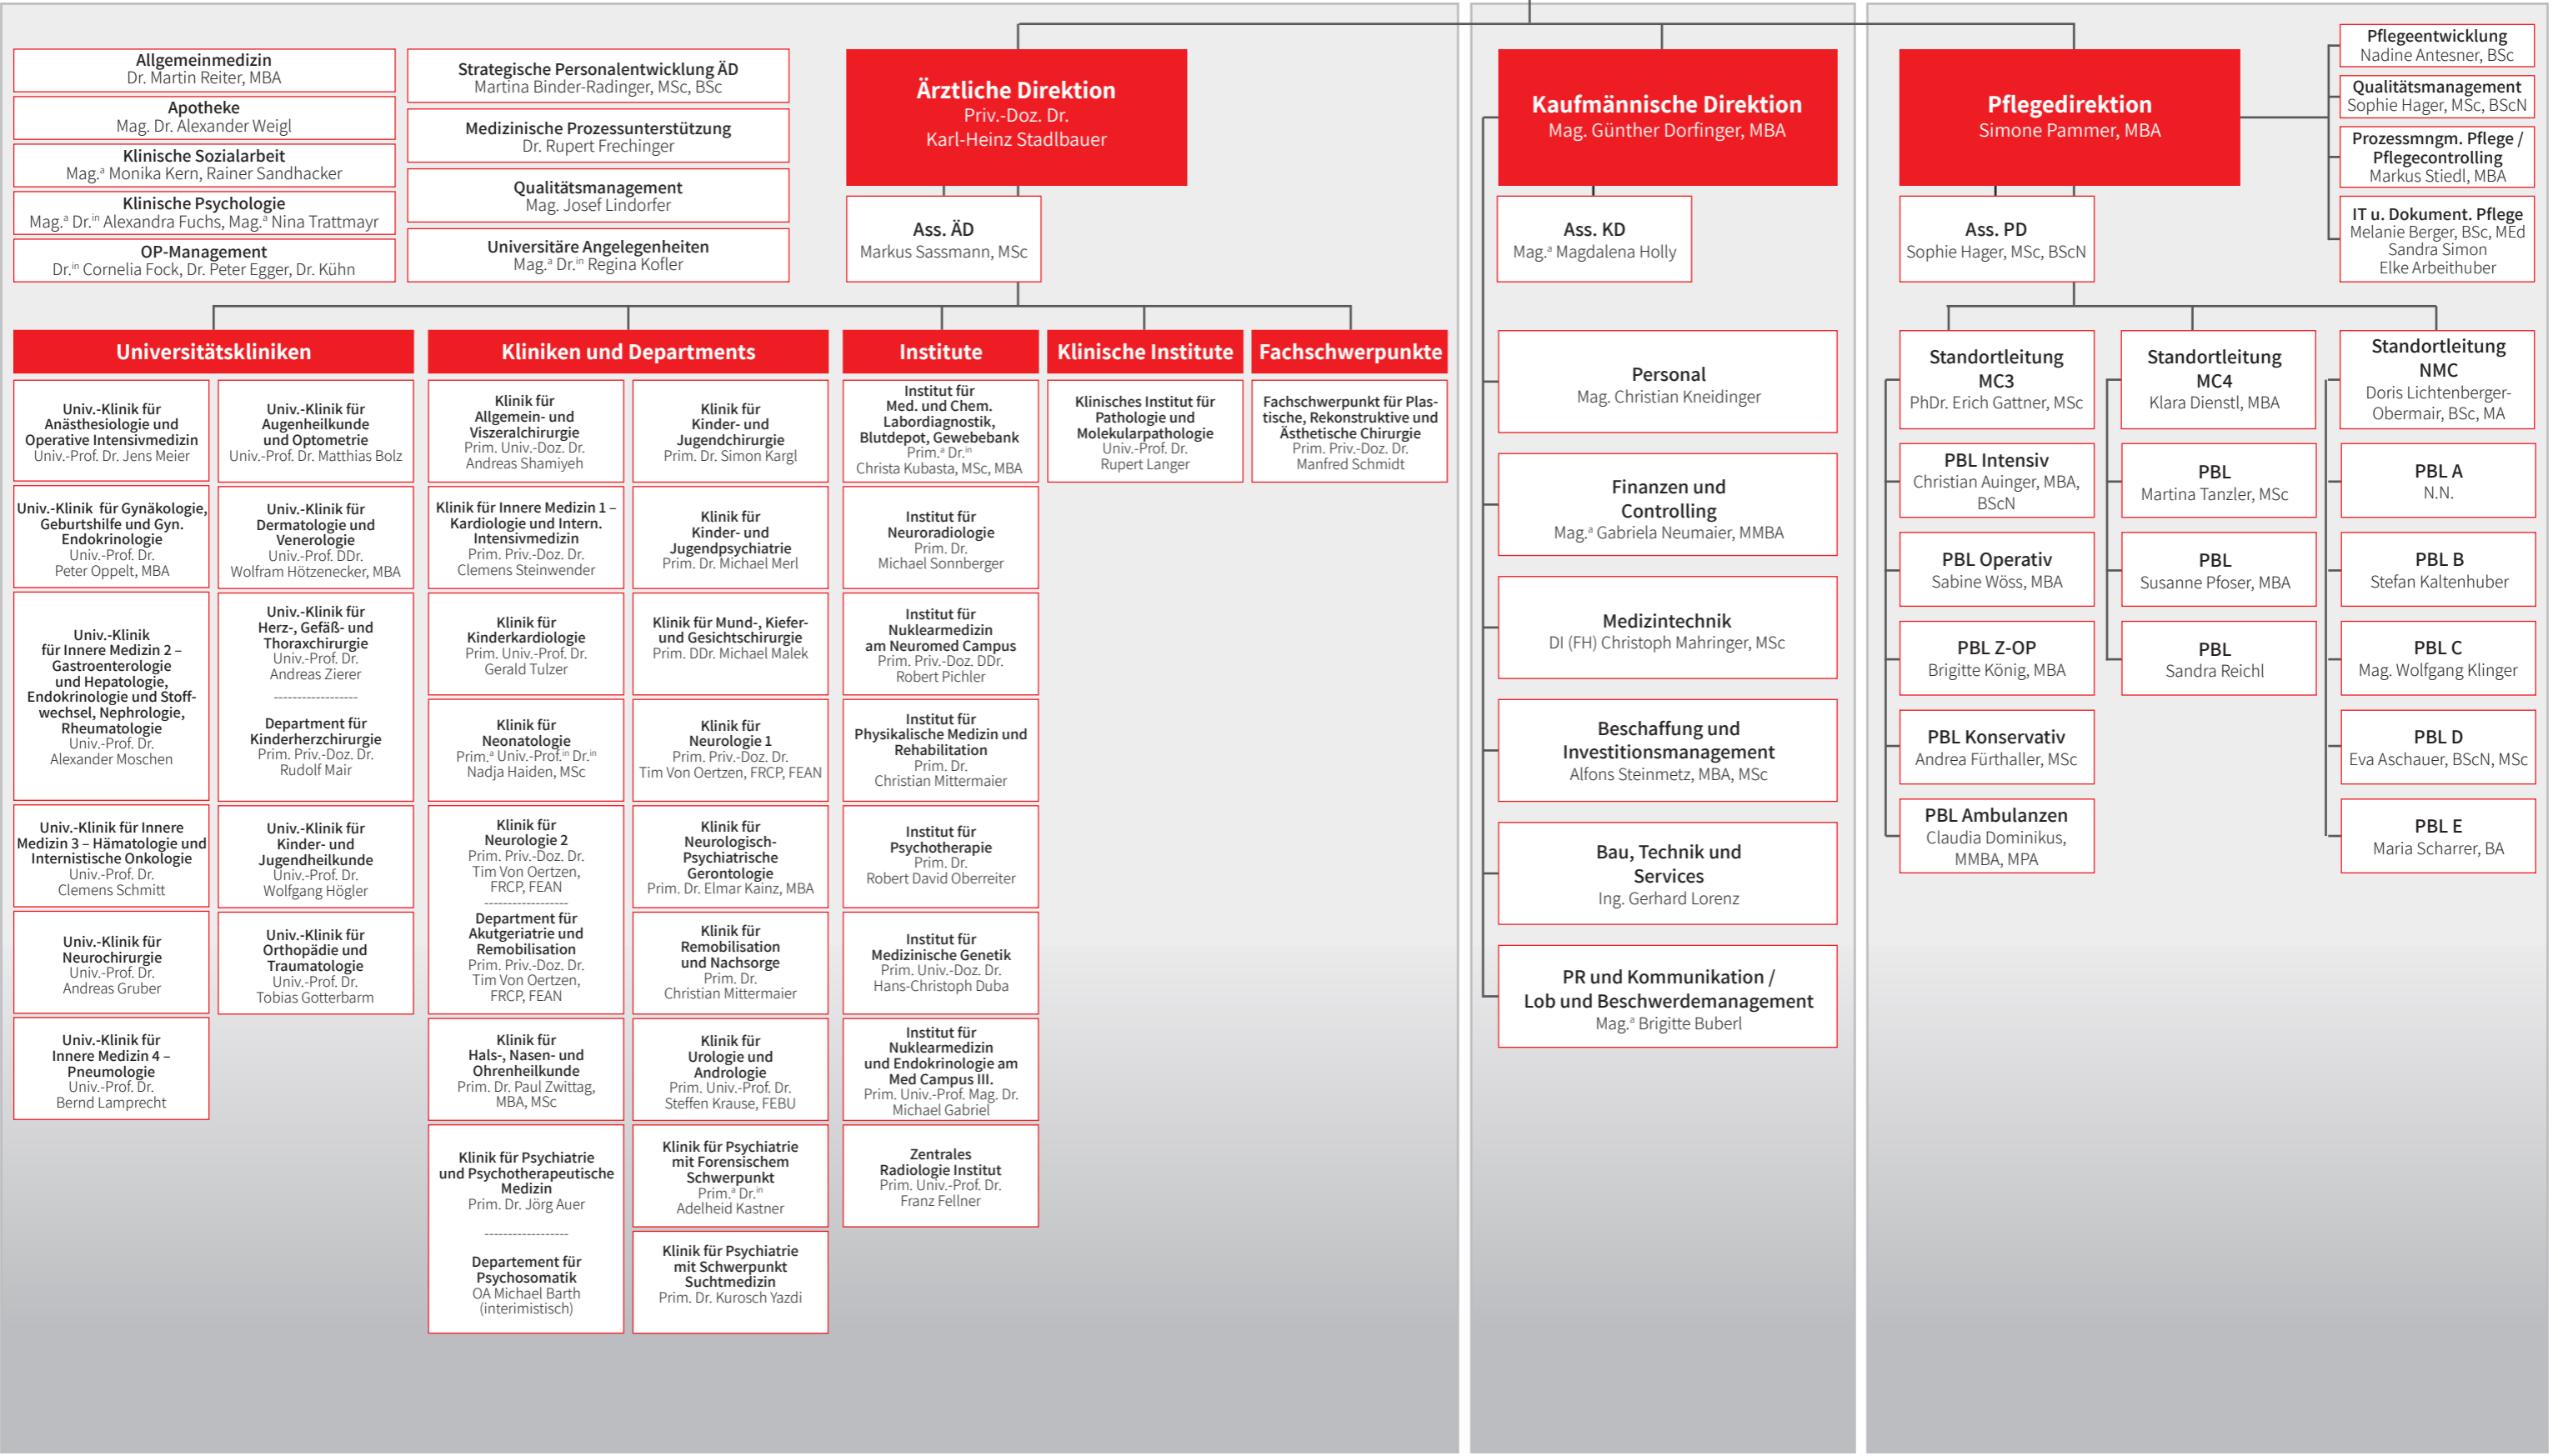 Allgemeinmedizin
Dr. Martin Reiter, MBA
Apotheke
Mag. Dr. Alexander Weigl
Klinische Sozialarbeit
Mag.ª Monika Kern, Rainer Sandhacker
Klinische Psychologie
Mag.ª Dr.ⁱⁿ Alexandra Fuchs, Mag.ª Nina Trattmayr
OP-Management
Dr.ⁱⁿ Cornelia Fock, Dr. Peter Egger, Dr. Kühn
Strategische Personalentwicklung ÄD
Martina Binder-Radinger, MSc, BSc
Medizinische Prozessunterstützung
Dr. Rupert Frechinger
Qualitätsmanagement
Mag. Josef Lindorfer
Universitäre Angelegenheiten
Mag.ª Dr.ⁱⁿ Regina Kofler
Ärztliche Direktion
Priv.-Doz. Dr.
Karl-Heinz Stadlbauer
Ass. ÄD
Markus Sassmann, MSc
Universitätskliniken
Univ.-Klinik für
Anästhesiologie und
Operative Intensivmedizin
Univ.-Prof. Dr. Jens Meier
Univ.-Klinik für Gynäkologie,
Geburtshilfe und Gyn.
Endokrinologie
Univ.-Prof. Dr.
Peter Oppelt, MBA
Univ.-Klinik
für Innere Medizin 2 –
Gastroenterologie
und Hepatologie,
Endokrinologie und Stoff-
wechsel, Nephrologie,
Rheumatologie
Univ.-Prof. Dr.
Alexander Moschen
Univ.-Klinik für Innere
Medizin 3 – Hämatologie und
Internistische Onkologie
Univ.-Prof. Dr.
Clemens Schmitt
Univ.-Klinik für
Neurochirurgie
Univ.-Prof. Dr.
Andreas Gruber
Univ.-Klinik für
Innere Medizin 4 –
Pneumologie
Univ.-Prof. Dr.
Bernd Lamprecht
Univ.-Klinik für
Augenheilkunde
und Optometrie
Univ.-Prof. Dr. Matthias Bolz
Univ.-Klinik für
Dermatologie und
Venerologie
Univ.-Prof. DDr.
Wolfram Hötzenecker, MBA
Univ.-Klinik für
Herz-, Gefäß- und
Thoraxchirurgie
Univ.-Prof. Dr.
Andreas Zierer
------------------
Department für
Kinderherzchirurgie
Prim. Priv.-Doz. Dr.
Rudolf Mair
Univ.-Klinik für
Kinder- und
Jugendheilkunde
Univ.-Prof. Dr.
Wolfgang Högler
Univ.-Klinik für
Orthopädie und
Traumatologie
Univ.-Prof. Dr.
Tobias Gotterbarm
Kliniken und Departments
Klinik für
Allgemein- und
Viszeralchirurgie
Prim. Univ.-Doz. Dr.
Andreas Shamiyeh
Klinik für Innere Medizin 1 –
Kardiologie und Intern.
Intensivmedizin
Prim. Priv.-Doz. Dr.
Clemens Steinwender
Klinik für
Kinderkardiologie
Prim. Univ.-Prof. Dr.
Gerald Tulzer
Klinik für
Neonatologie
Prim.ª Univ.-Prof.ⁱⁿ Dr.ⁱⁿ
Nadja Haiden, MSc
Klinik für
Neurologie 2
Prim. Priv.-Doz. Dr.
Tim Von Oertzen,
FRCP, FEAN
------------------
Department für
Akutgeriatrie und
Remobilisation
Prim. Priv.-Doz. Dr.
Tim Von Oertzen,
FRCP, FEAN
Klinik für
Hals-, Nasen- und
Ohrenheilkunde
Prim. Dr. Paul Zwittag,
MBA, MSc
Klinik für Psychiatrie
und Psychotherapeutische
Medizin
Prim. Dr. Jörg Auer
------------------
Departement für
Psychosomatik
OA Michael Barth
(interimistisch)
Klinik für
Kinder- und
Jugendchirurgie
Prim. Dr. Simon Kargl
Klinik für
Kinder- und
Jugendpsychiatrie
Prim. Dr. Michael Merl
Klinik für Mund-, Kiefer-
und Gesichtschirurgie
Prim. DDr. Michael Malek
Klinik für
Neurologie 1
Prim. Priv.-Doz. Dr.
Tim Von Oertzen, FRCP, FEAN
Klinik für
Neurologisch-
Psychiatrische
Gerontologie
Prim. Dr. Elmar Kainz, MBA
Klinik für
Remobilisation
und Nachsorge
Prim. Dr.
Christian Mittermaier
Klinik für
Urologie und
Andrologie
Prim. Univ.-Prof. Dr.
Steffen Krause, FEBU
Klinik für Psychiatrie
mit Forensischem
Schwerpunkt
Prim.ª Dr.ⁱⁿ
Adelheid Kastner
Klinik für Psychiatrie
mit Schwerpunkt
Suchtmedizin
Prim. Dr. Kurosch Yazdi
Institute
Institut für
Med. und Chem.
Labordiagnostik,
Blutdepot, Gewebebank
Prim.ª Dr.ⁱⁿ
Christa Kubasta, MSc, MBA
Institut für
Neuroradiologie
Prim. Dr.
Michael Sonnberger
Institut für
Nuklearmedizin
am Neuromed Campus
Prim. Priv.-Doz. DDr.
Robert Pichler
Institut für
Physikalische Medizin und
Rehabilitation
Prim. Dr.
Christian Mittermaier
Institut für
Psychotherapie
Prim. Dr.
Robert David Oberreiter
Institut für
Medizinische Genetik
Prim. Univ.-Doz. Dr.
Hans-Christoph Duba
Institut für
Nuklearmedizin
und Endokrinologie am
Med Campus III.
Prim. Univ.-Prof. Mag. Dr.
Michael Gabriel
Zentrales
Radiologie Institut
Prim. Univ.-Prof. Dr.
Franz Fellner
Klinische Institute
Klinisches Institut für
Pathologie und
Molekularpathologie
Univ.-Prof. Dr.
Rupert Langer
Fachschwerpunkte
Fachschwerpunkt für Plas-
tische, Rekonstruktive und
Ästhetische Chirurgie
Prim. Priv.-Doz. Dr.
Manfred Schmidt
Kaufmännische Direktion
Mag. Günther Dorfinger, MBA
Ass. KD
Mag.ª Magdalena Holly
Personal
Mag. Christian Kneidinger
Finanzen und
Controlling
Mag.ª Gabriela Neumaier, MMBA
Medizintechnik
DI (FH) Christoph Mahringer, MSc
Beschaffung und
Investitionsmanagement
Alfons Steinmetz, MBA, MSc
Bau, Technik und
Services
Ing. Gerhard Lorenz
PR und Kommunikation /
Lob und Beschwerdemanagement
Mag.ª Brigitte Buberl
Pflegedirektion
Simone Pammer, MBA
Ass. PD
Sophie Hager, MSc, BScN
Pflegeentwicklung
Nadine Antesner, BSc
Qualitätsmanagement
Sophie Hager, MSc, BScN
Prozessmngm. Pflege /
Pflegecontrolling
Markus Stiedl, MBA
IT u. Dokument. Pflege
Melanie Berger, BSc, MEd
Sandra Simon
Elke Arbeithuber
Standortleitung
MC3
PhDr. Erich Gattner, MSc
PBL Intensiv
Christian Auinger, MBA,
BScN
PBL Operativ
Sabine Wöss, MBA
PBL Z-OP
Brigitte König, MBA
PBL Konservativ
Andrea Fürthaller, MSc
PBL Ambulanzen
Claudia Dominikus,
MMBA, MPA
Standortleitung
MC4
Klara Dienstl, MBA
PBL
Martina Tanzler, MSc
PBL
Susanne Pfoser, MBA
PBL
Sandra Reichl
Standortleitung
NMC
Doris Lichtenberger-
Obermair, BSc, MA
PBL A
N.N.
PBL B
Stefan Kaltenhuber
PBL C
Mag. Wolfgang Klinger
PBL D
Eva Aschauer, BScN, MSc
PBL E
Maria Scharrer, BA